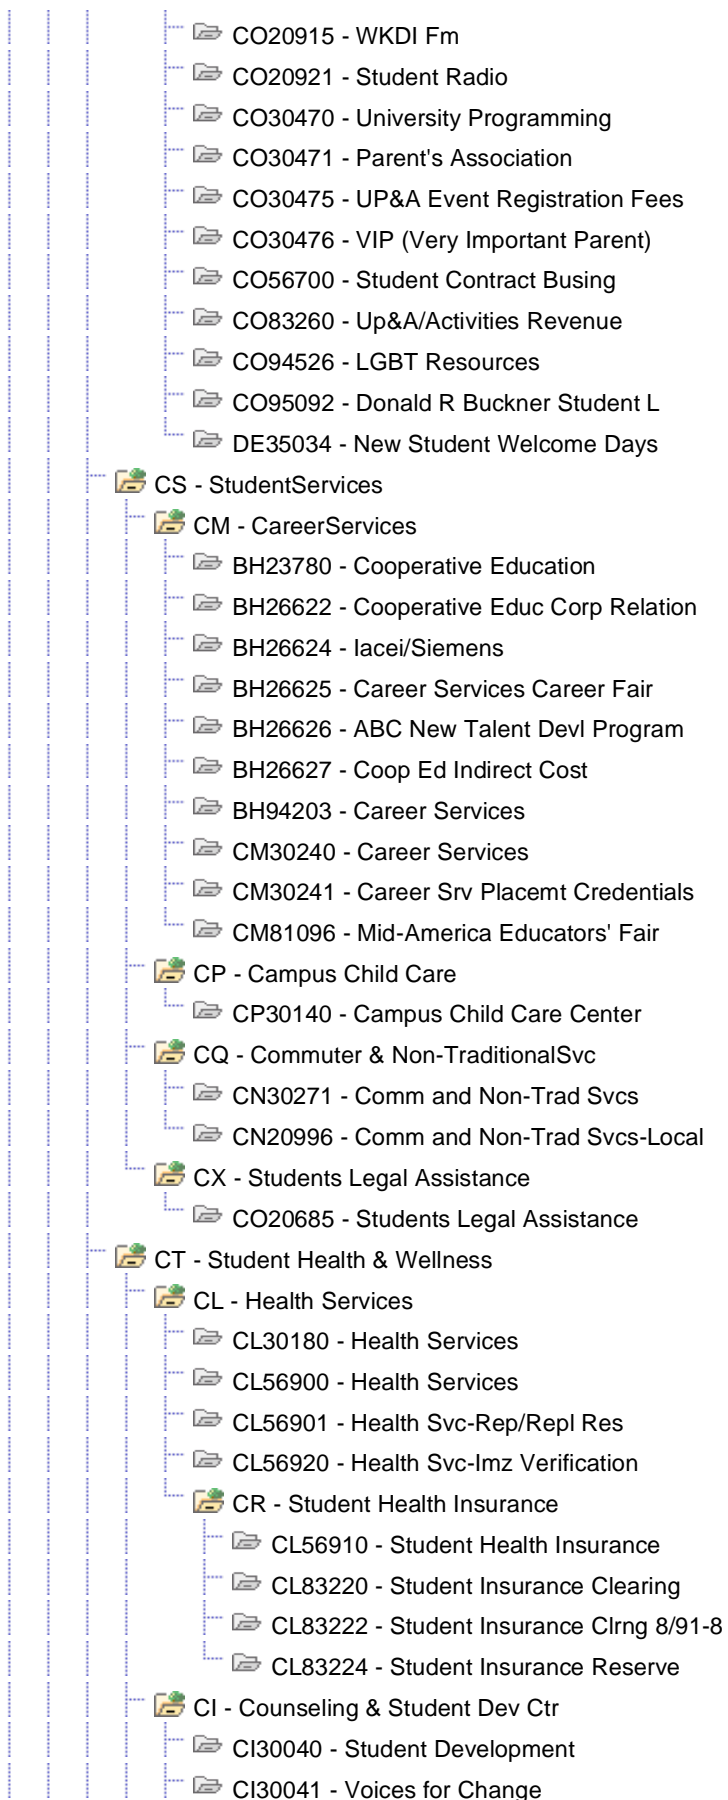 CO20915 - WKDI Fm
CO20921 - Student Radio
CO30470 - University Programming
CO30471 - Parent's Association
CO30475 - UP&A Event Registration Fees
CO30476 - VIP (Very Important Parent)
CO56700 - Student Contract Busing
CO83260 - Up&A/Activities Revenue
CO94526 - LGBT Resources
CO95092 - Donald R Buckner Student L
DE35034 - New Student Welcome Days
CS - StudentServices
CM - CareerServices
BH23780 - Cooperative Education
BH26622 - Cooperative Educ Corp Relation
BH26624 - Iacei/Siemens
BH26625 - Career Services Career Fair
BH26626 - ABC New Talent Devl Program
BH26627 - Coop Ed Indirect Cost
BH94203 - Career Services
CM30240 - Career Services
CM30241 - Career Srv Placemt Credentials
CM81096 - Mid-America Educators' Fair
CP - Campus Child Care
CP30140 - Campus Child Care Center
CQ - Commuter & Non-TraditionalSvc
CN30271 - Comm and Non-Trad Svcs
CN20996 - Comm and Non-Trad Svcs-Local
CX - Students Legal Assistance
CO20685 - Students Legal Assistance
CT - Student Health & Wellness
CL - Health Services
CL30180 - Health Services
CL56900 - Health Services
CL56901 - Health Svc-Rep/Repl Res
CL56920 - Health Svc-Imz Verification
CR - Student Health Insurance
CL56910 - Student Health Insurance
CL83220 - Student Insurance Clearing
CL83222 - Student Insurance Clrng 8/91-8
CL83224 - Student Insurance Reserve
CI - Counseling & Student Dev Ctr
CI30040 - Student Development
CI30041 - Voices for Change